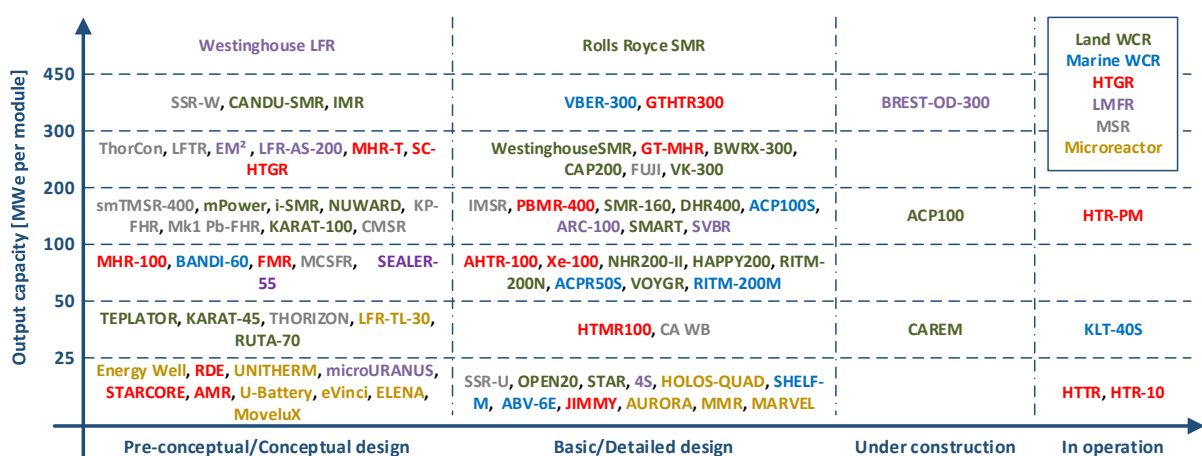 Output capacity [MWe per module]
Westinghouse LFR
Rolls Royce SMR
450
SSR-W, CANDU-SMR, IMR
VBER-300, GTHTR300
BREST-OD-300
300
ThorCon, LFTR, EM², LFR-AS-200, MHR-T, SC-
HTGR
WestinghouseSMR, GT-MHR, BWRX-300,
CAP200, FUJI, VK-300
200
smTMSR-400, mPower, i-SMR, NUWARD, KP-
FHR, Mk1 Pb-FHR, KARAT-100, CMSR
IMSR, PBMR-400, SMR-160, DHR400, ACP100S,
ARC-100, SMART, SVBR
ACP100
HTR-PM
100
MHR-100, BANDI-60, FMR, MCSFR, SEALER-
55
AHTR-100, Xe-100, NHR200-II, HAPPY200, RITM-
200N, ACPR50S, VOYGR, RITM-200M
50
TEPLATOR, KARAT-45, THORIZON, LFR-TL-30,
RUTA-70
HTMR100, CA WB
CAREM
KLT-40S
25
Energy Well, RDE, UNITHERM, microURANUS,
STARCORE, AMR, U-Battery, eVinci, ELENA,
MoveluX
SSR-U, OPEN20, STAR, 4S, HOLOS-QUAD, SHELF-
M, ABV-6E, JIMMY, AURORA, MMR, MARVEL
HTTR, HTR-10
Pre-conceptual/Conceptual design
Basic/Detailed design
Under construction
In operation
Land WCR
Marine WCR
HTGR
LMFR
MSR
Microreactor